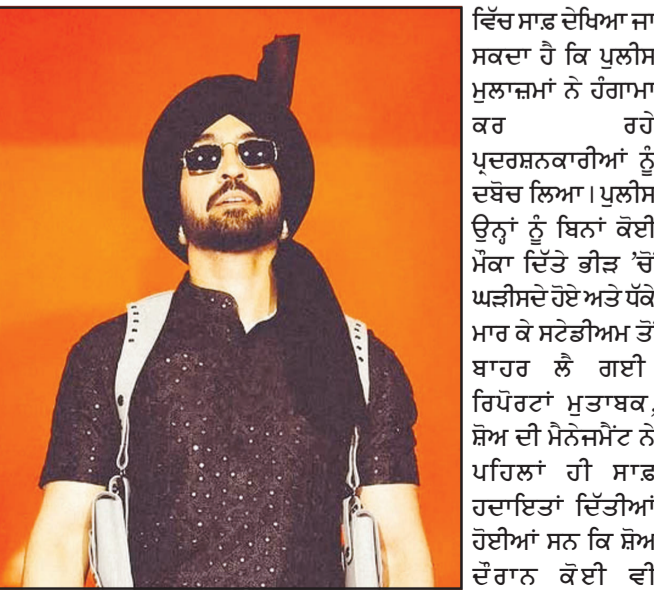 ਵਿੱਚ ਸਾਫ਼ ਦੇਖਿਆ ਜਾ
ਸਕਦਾ ਹੈ ਕਿ ਪੁਲੀਸ
ਮੁਲਾਜ਼ਮਾਂ ਨੇ ਹੰਗਾਮਾ
ਕਰ ਰਹੇ
ਪ੍ਰਦਰਸ਼ਨਕਾਰੀਆਂ ਨੂੰ
ਦਬੋਚ ਲਿਆ। ਪੁਲੀਸ
ਉਨ੍ਹਾਂ ਨੂੰ ਬਿਨਾਂ ਕੋਈ
ਮੌਕਾ ਦਿੱਤੇ ਭੀੜ ’ਚੋਂ
ਘੜੀਸਦੇ ਹੋਏ ਅਤੇ ਧੱਕੇ
ਮਾਰ ਕੇ ਸਟੇਡੀਅਮ ਤੋਂ
ਬਾਹਰ ਲੈ ਗਈ
ਰਿਪੋਰਟਾਂ ਮੁਤਾਬਕ,
ਸ਼ੋਅ ਦੀ ਮੈਨੇਜਮੈਂਟ ਨੇ
ਪਹਿਲਾਂ ਹੀ ਸਾਫ਼
ਹਦਾਇਤਾਂ ਦਿੱਤੀਆਂ
ਹੋਈਆਂ ਸਨ ਕਿ ਸ਼ੋਅ
ਦੌਰਾਨ ਕੋਈ ਵੀ